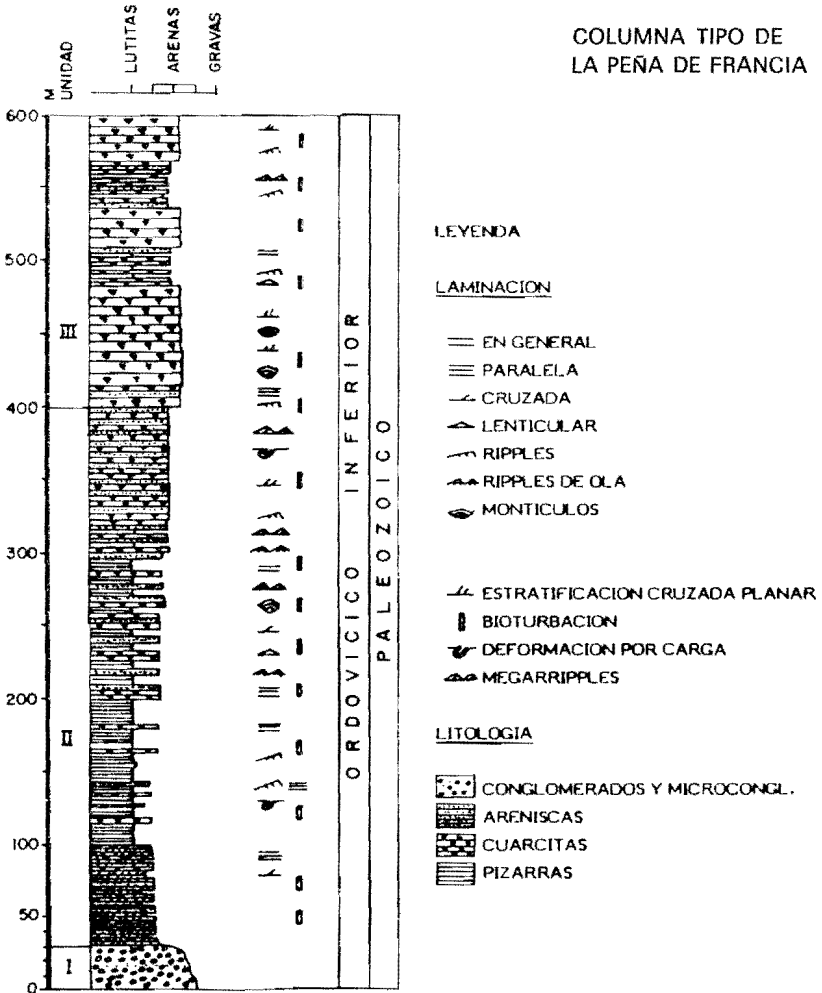 COLUMNA TIPO DE
LA PEÑA DE FRANCIA
M
UNIDAD
LUTITAS
ARENAS
GRAVAS
600
500
400
300
200
100
50
0
III
II
I
ORDOVICICO INFERIOR
PALEOZOICO
LEYENDA
LAMINACION
EN GENERAL
PARALELA
CRUZADA
LENTICULAR
RIPPLES
RIPPLES DE OLA
MONTICULOS
ESTRATIFICACION CRUZADA PLANAR
BIOTURBACION
DEFORMACION POR CARGA
MEGARRIPPLES
LITOLOGIA
CONGLOMERADOS Y MICROCONGL.
ARENISCAS
CUARCITAS
PIZARRAS